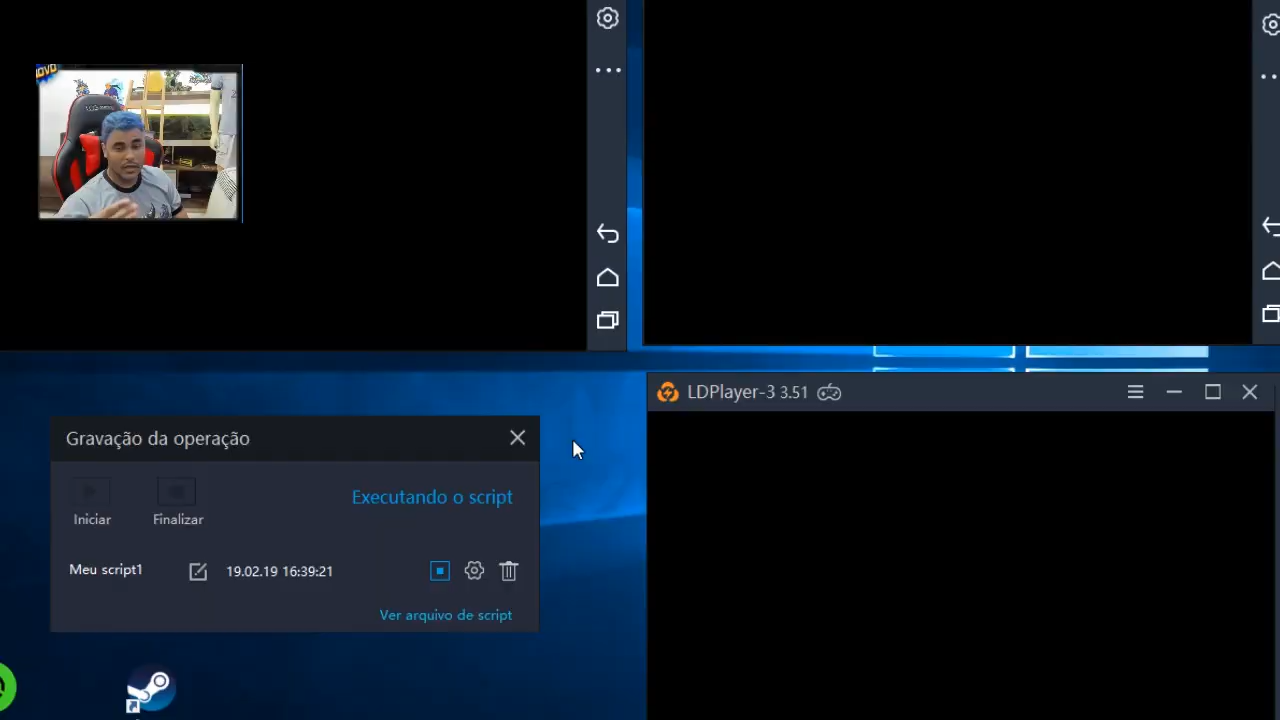 NOVO
LDPlayer-3 3.51
Gravação da operação
Executando o script
Iniciar
Finalizar
Meu script1
19.02.19 16:39:21
Ver arquivo de script